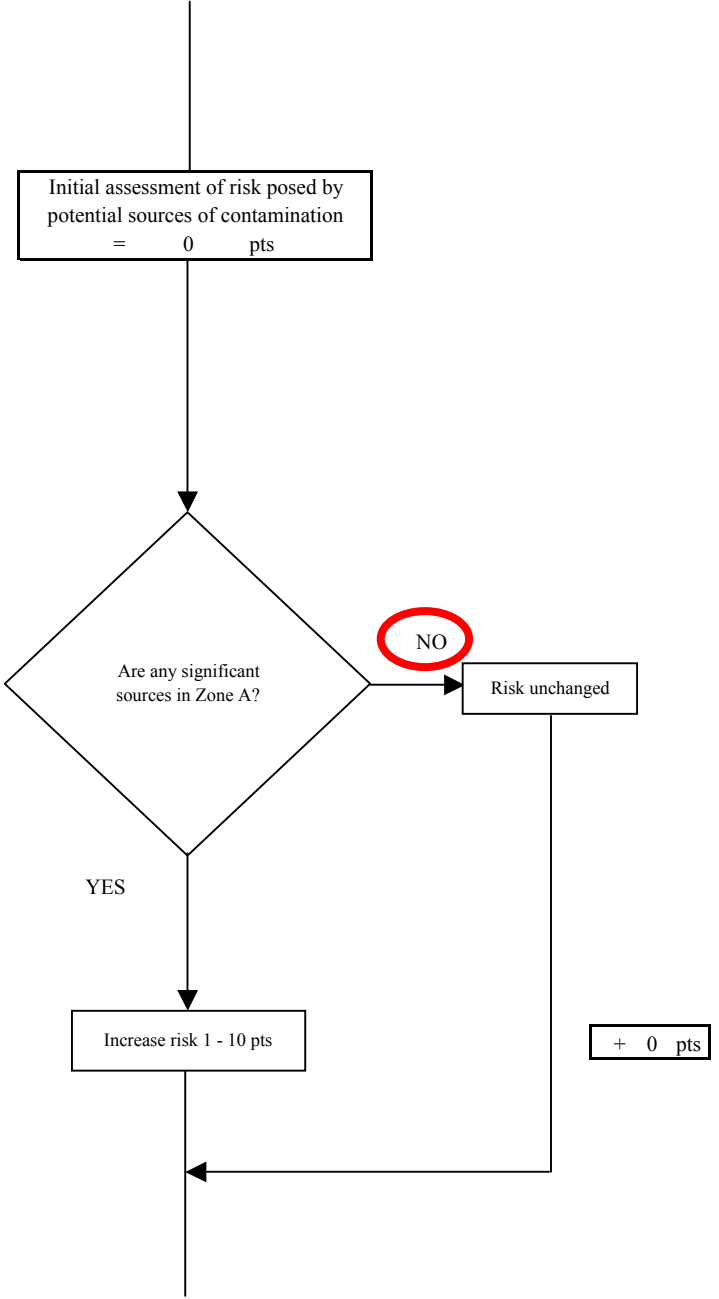 Initial assessment of risk posed by
potential sources of contamination
= 0 pts
NO
Are any significant
sources in Zone A?
Risk unchanged
YES
Increase risk 1 - 10 pts
+ 0 pts